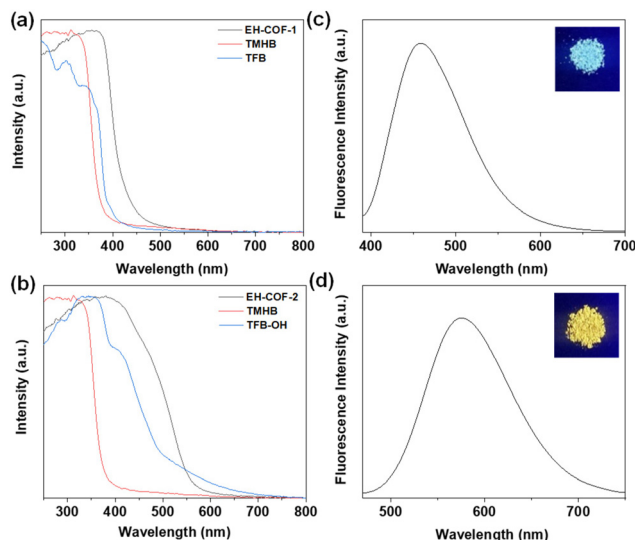 (a)
EH-COF-1
TMHB
TFB
Intensity (a.u.)
300 400 500 600 700 800
Wavelength (nm)
(c)
Fluorescence Intensity (a.u.)
400 500 600 700
Wavelength (nm)
(b)
EH-COF-2
TMHB
TFB-OH
Intensity (a.u.)
300 400 500 600 700 800
Wavelength (nm)
(d)
Fluorescence Intensity (a.u.)
500 600 700
Wavelength (nm)